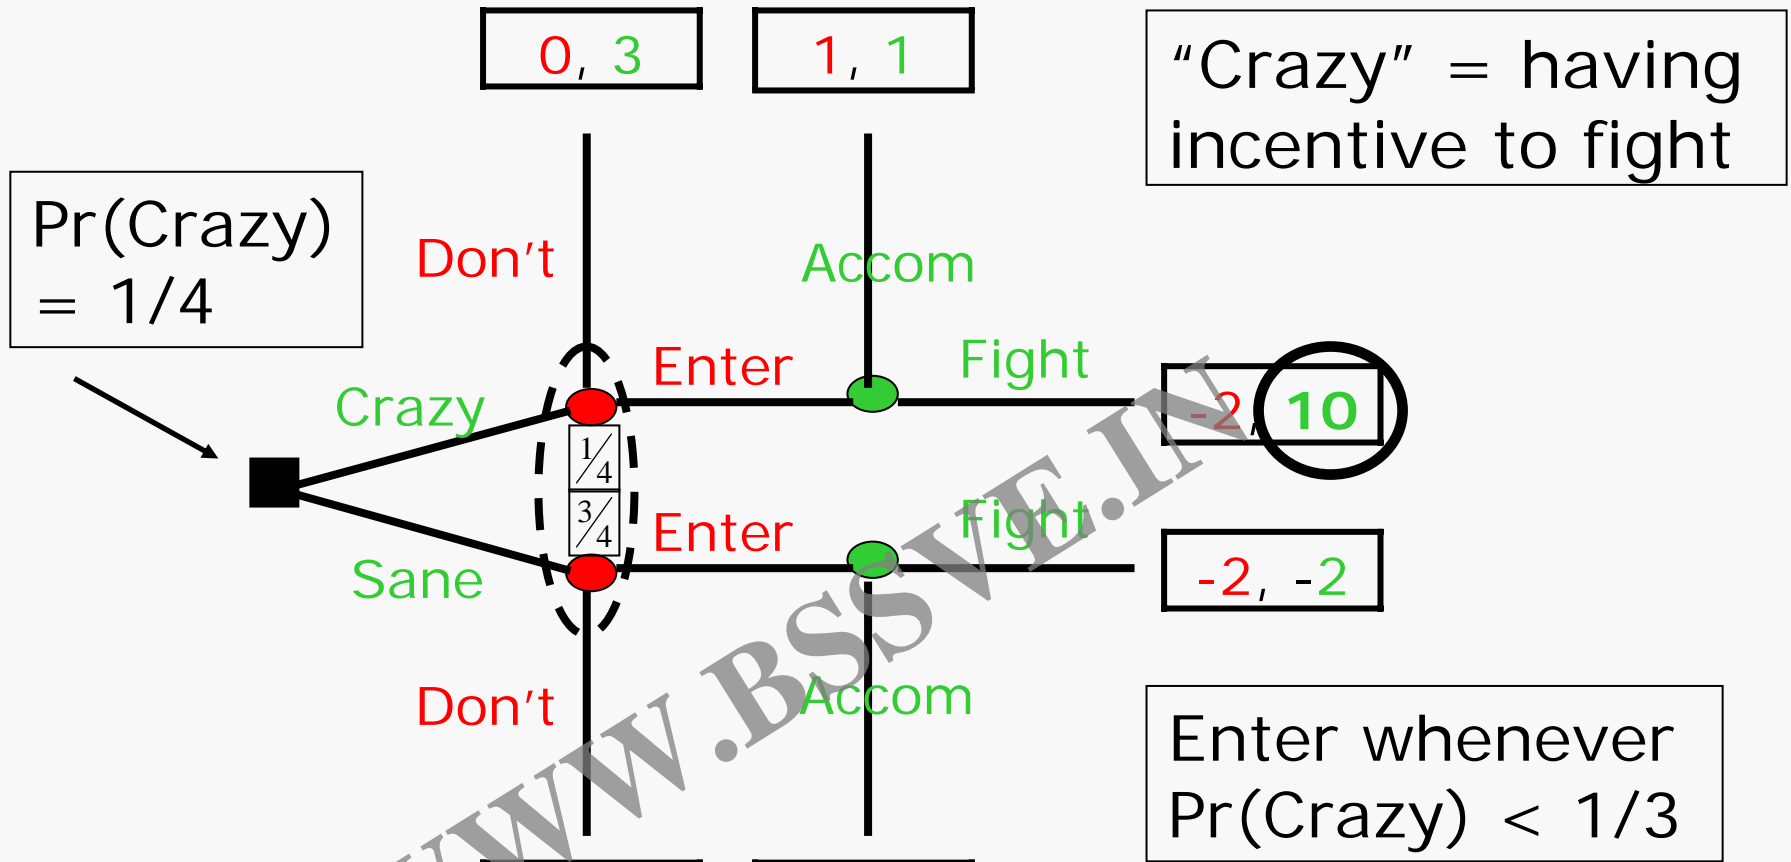 0, 3
1, 1
“Crazy” = having
incentive to fight
Pr(Crazy)
= 1/4
Don't
Accom
Enter
Fight
Crazy
-2, 10
1/4
3/4
Enter
Fight
Sane
-2, -2
Don't
Accom
Enter whenever
Pr(Crazy) < 1/3
WWW.BSSVE.IN